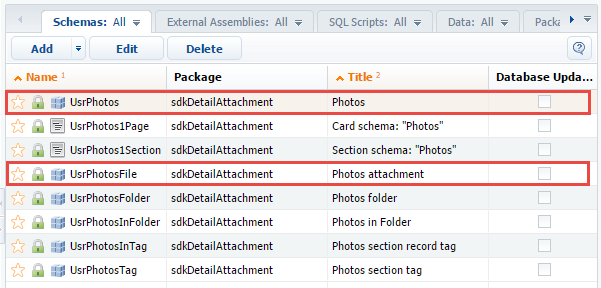 Schemas: All External Assemblies: All SQL Scripts: All Data: All Packa
Add Edit Delete
Name 1 Package Title 2 Database Upda...
UsrPhotos sdkDetailAttachment Photos
UsrPhotos1Page sdkDetailAttachment Card schema: "Photos"
UsrPhotos1Section sdkDetailAttachment Section schema: "Photos"
UsrPhotosFile sdkDetailAttachment Photos attachment
UsrPhotosFolder sdkDetailAttachment Photos folder
UsrPhotosInFolder sdkDetailAttachment Photos in Folder
UsrPhotosInTag sdkDetailAttachment Photos section record tag
UsrPhotosTag sdkDetailAttachment Photos section tag